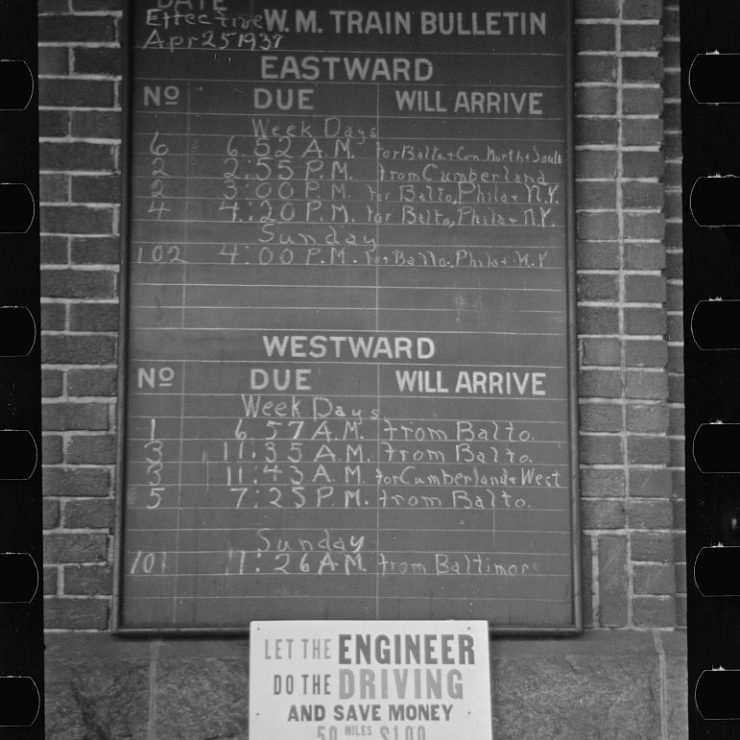 DATE
Effective W. M. TRAIN BULLETIN
Apr 25 1937
EASTWARD
NO DUE WILL ARRIVE
Week Days
6 6 52 A.M. for Balto. + Con. North + South
2 2:55 P.M. from Cumberland
2 3:00 P.M. for Balto, Phila + N.Y.
4 4:20 P.M. for Balto, Phila + N.Y.
Sunday
102 4:00 P.M. for Balto, Phila + N.Y
WESTWARD
NO DUE WILL ARRIVE
Week Days
1 6:57 A.M. from Balto.
3 11:35 A.M. from Balto.
3 11:43 A.M. for Cumberland + West
5 7:25 P.M. from Balto.
Sunday
101 11:26 A.M. from Baltimore
LET THE ENGINEER
DO THE DRIVING
AND SAVE MONEY
50 MILES $1.00